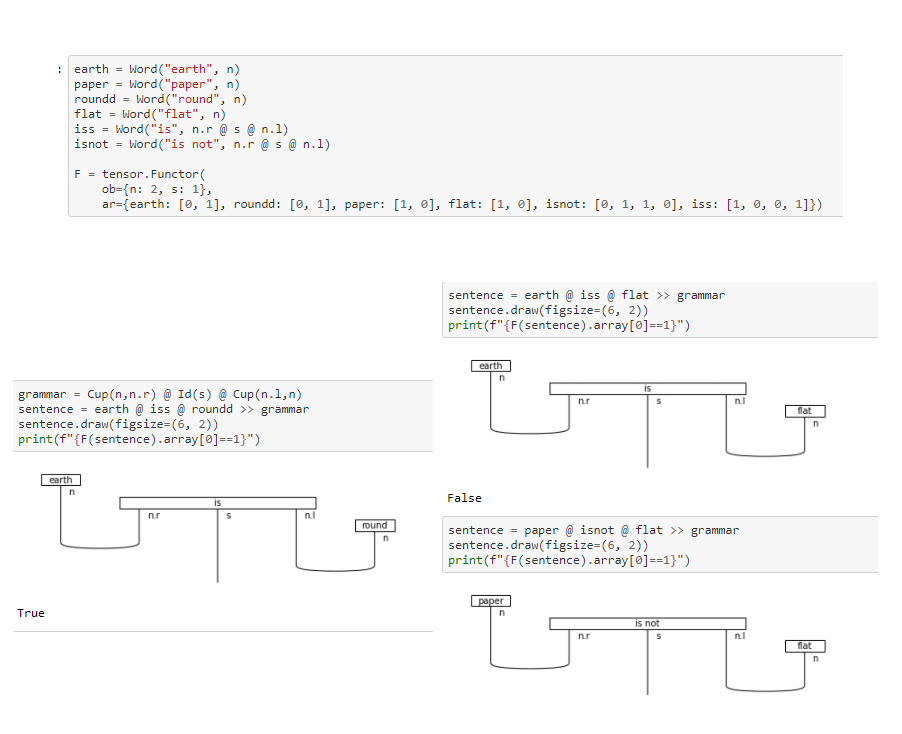 : earth = Word("earth", n)
paper = Word("paper", n)
roundd = Word("round", n)
flat = Word("flat", n)
iss = Word("is", n.r @ s @ n.l)
isnot = Word("is not", n.r @ s @ n.l)
F = tensor.Functor(
ob={n: 2, s: 1},
ar={earth: [0, 1], roundd: [0, 1], paper: [1, 0], flat: [1, 0], isnot: [0, 1, 1, 0], iss: [1, 0, 0, 1]})
grammar = Cup(n,n.r) @ Id(s) @ Cup(n.l,n)
sentence = earth @ iss @ roundd >> grammar
sentence.draw(figsize=(6, 2))
print(f"{F(sentence).array[0]==1}")
earth
n
is
n.r s n.l
round
n
True
sentence = earth @ iss @ flat >> grammar
sentence.draw(figsize=(6, 2))
print(f"{F(sentence).array[0]==1}")
earth
n
is
n.r s n.l
flat
n
False
sentence = paper @ isnot @ flat >> grammar
sentence.draw(figsize=(6, 2))
print(f"{F(sentence).array[0]==1}")
paper
n
is not
n.r s n.l
flat
n